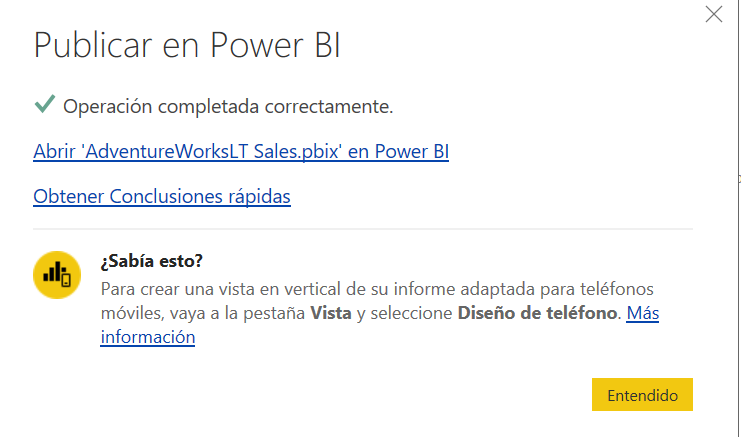 Publicar en Power BI
Operación completada correctamente.
Abrir 'AdventureWorksLT Sales.pbix' en Power BI
Obtener Conclusiones rápidas
¿Sabía esto?
Para crear una vista en vertical de su informe adaptada para teléfonos
móviles, vaya a la pestaña Vista y seleccione Diseño de teléfono. Más
información
Entendido